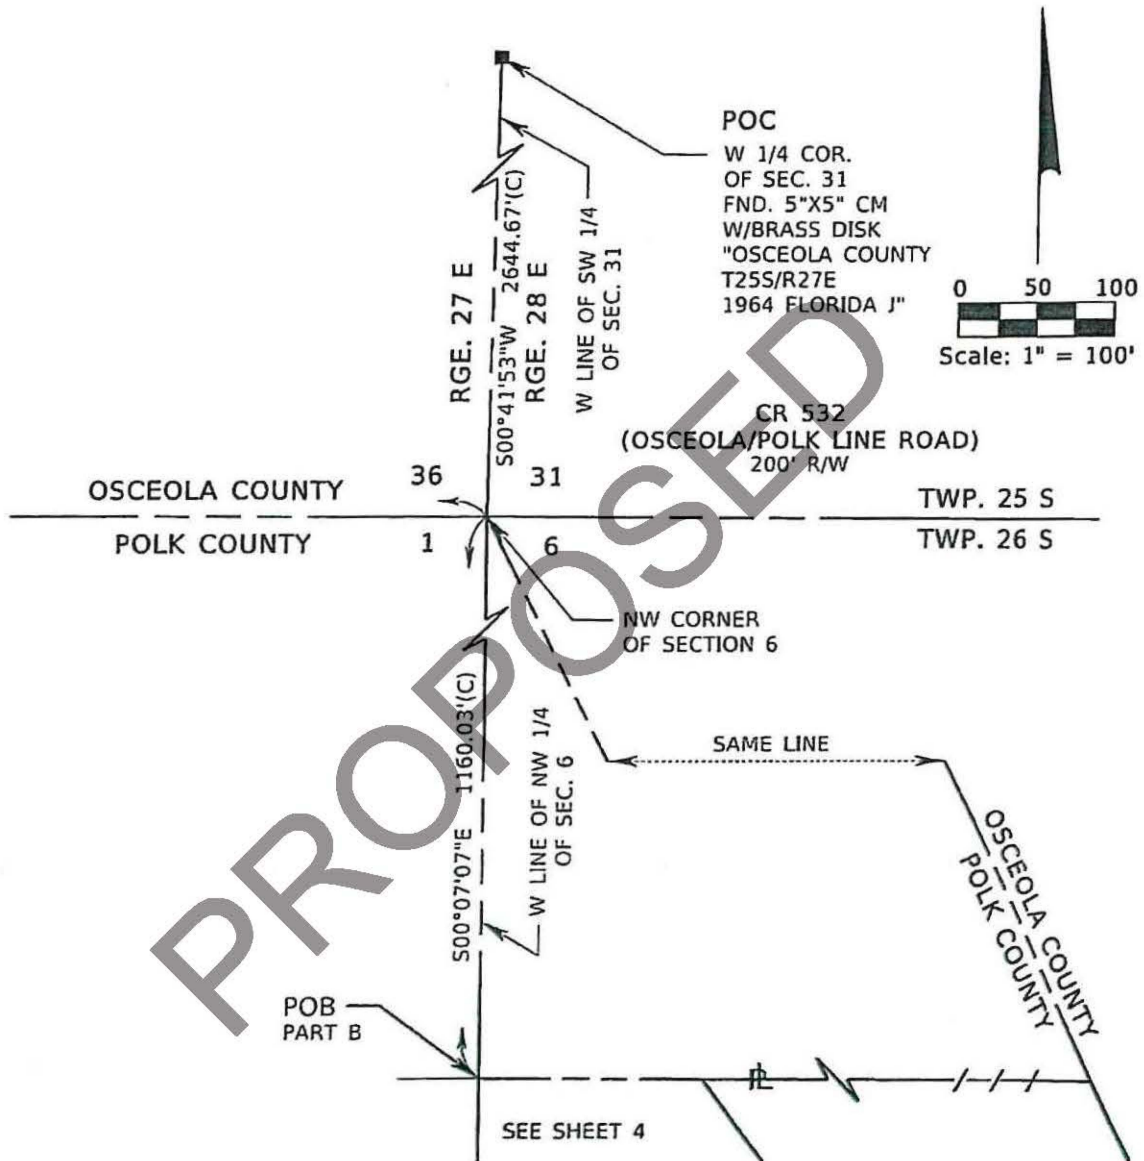 POC
W 1/4 COR.
OF SEC. 31
FND. 5"X5" CM
W/BRASS DISK
"OSCEOLA COUNTY
T25S/R27E
1964 FLORIDA J"
0 50 100
Scale: 1" = 100'
RGE. 27 E
S00°41'53"W 2644.67'(C)
RGE. 28 E
W LINE OF SW 1/4
OF SEC. 31
CR 532
(OSCEOLA/POLK LINE ROAD)
200' R/W
OSCEOLA COUNTY
36
31
TWP. 25 S
POLK COUNTY
1
6
TWP. 26 S
NW CORNER
OF SECTION 6
PROPOSED
S00°07'07"E 1160.03'(C)
W LINE OF NW 1/4
OF SEC. 6
SAME LINE
OSCEOLA COUNTY
POLK COUNTY
POB
PART B
PL
SEE SHEET 4